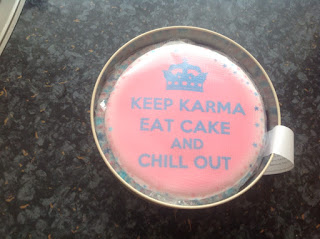 KEEP KARMA
EAT CAKE
AND
CHILL OUT